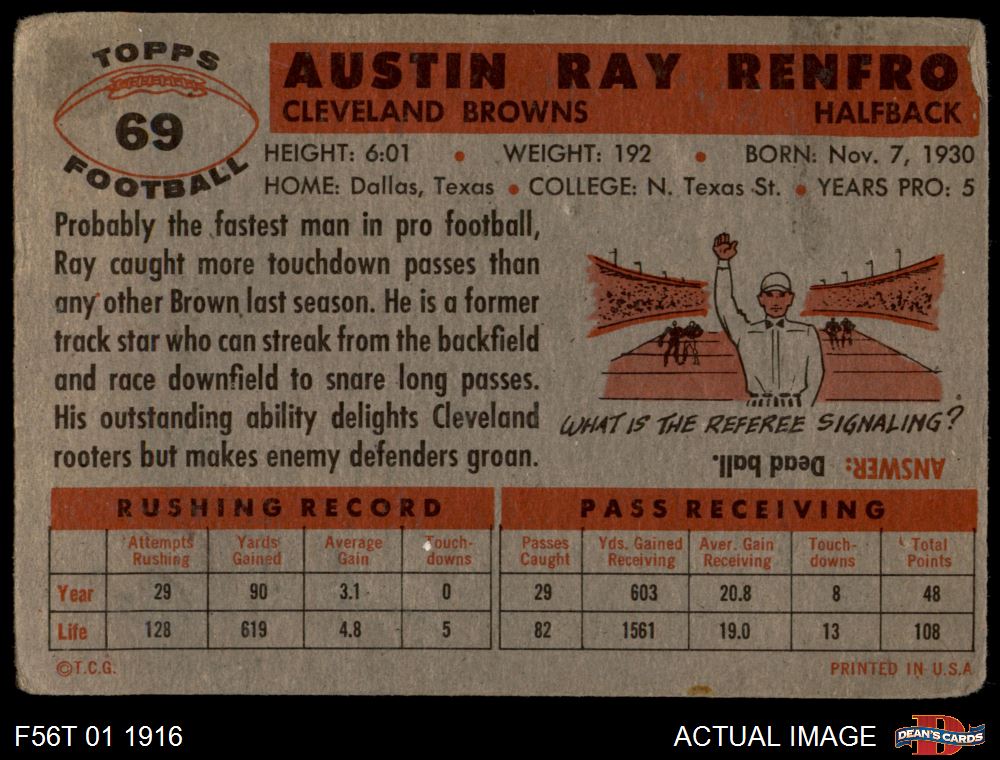 TOPPS
69
FOOTBALL
AUSTIN RAY RENFRO
CLEVELAND BROWNS HALFBACK
HEIGHT: 6:01 • WEIGHT: 192 • BORN: Nov. 7, 1930
HOME: Dallas, Texas • COLLEGE: N. Texas St. • YEARS PRO: 5
Probably the fastest man in pro football,
Ray caught more touchdown passes than
any other Brown last season. He is a former
track star who can streak from the backfield
and race downfield to snare long passes.
His outstanding ability delights Cleveland
rooters but makes enemy defenders groan.
WHAT IS THE REFEREE SIGNALING?
ANSWER: Dead ball.
RUSHING RECORD
Attempts Rushing Yards Gained Average Gain Touch-downs
Year 29 90 3.1 0
Life 128 619 4.8 5
PASS RECEIVING
Passes Caught Yds. Gained Receiving Aver. Gain Receiving Touch-downs Total Points
29 603 20.8 8 48
82 1561 19.0 13 108
©T.C.G. PRINTED IN U.S.A
F56T 01 1916 ACTUAL IMAGE DEAN'S CARDS